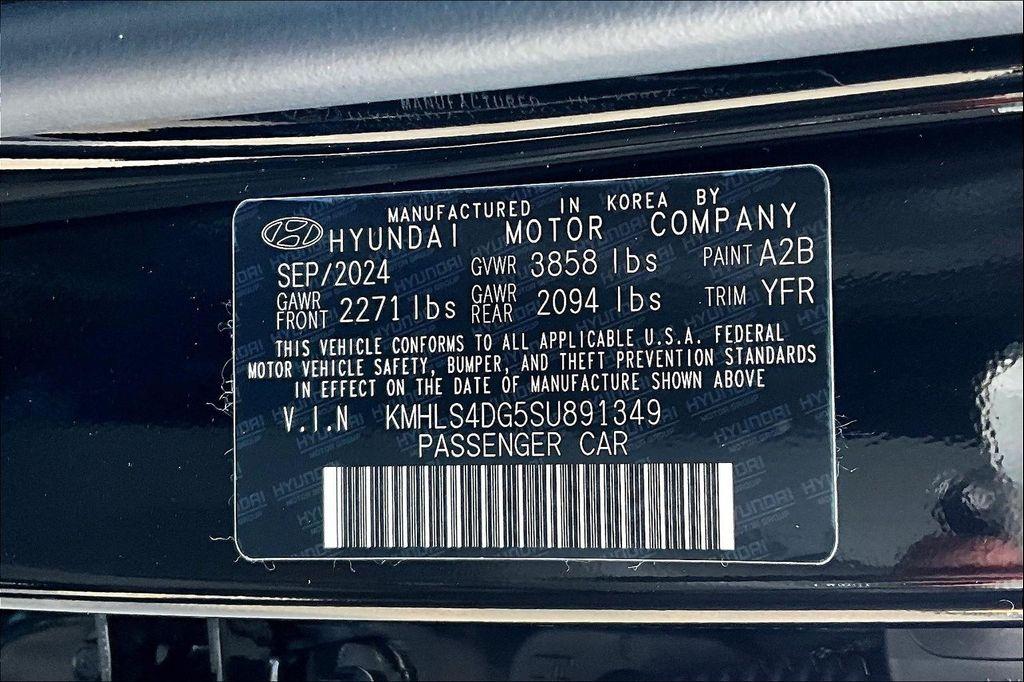 MANUFACTURED IN KOREA BY
HYUNDAI MOTOR COMPANY
SEP/2024 GVWR 3858 lbs PAINT A2B
GAWR FRONT 2271 lbs GAWR REAR 2094 lbs TRIM YFR
THIS VEHICLE CONFORMS TO ALL APPLICABLE U.S.A. FEDERAL
MOTOR VEHICLE SAFETY, BUMPER, AND THEFT PREVENTION STANDARDS
IN EFFECT ON THE DATE OF MANUFACTURE SHOWN ABOVE
V.I.N KMHLS4DG5SU891349
PASSENGER CAR